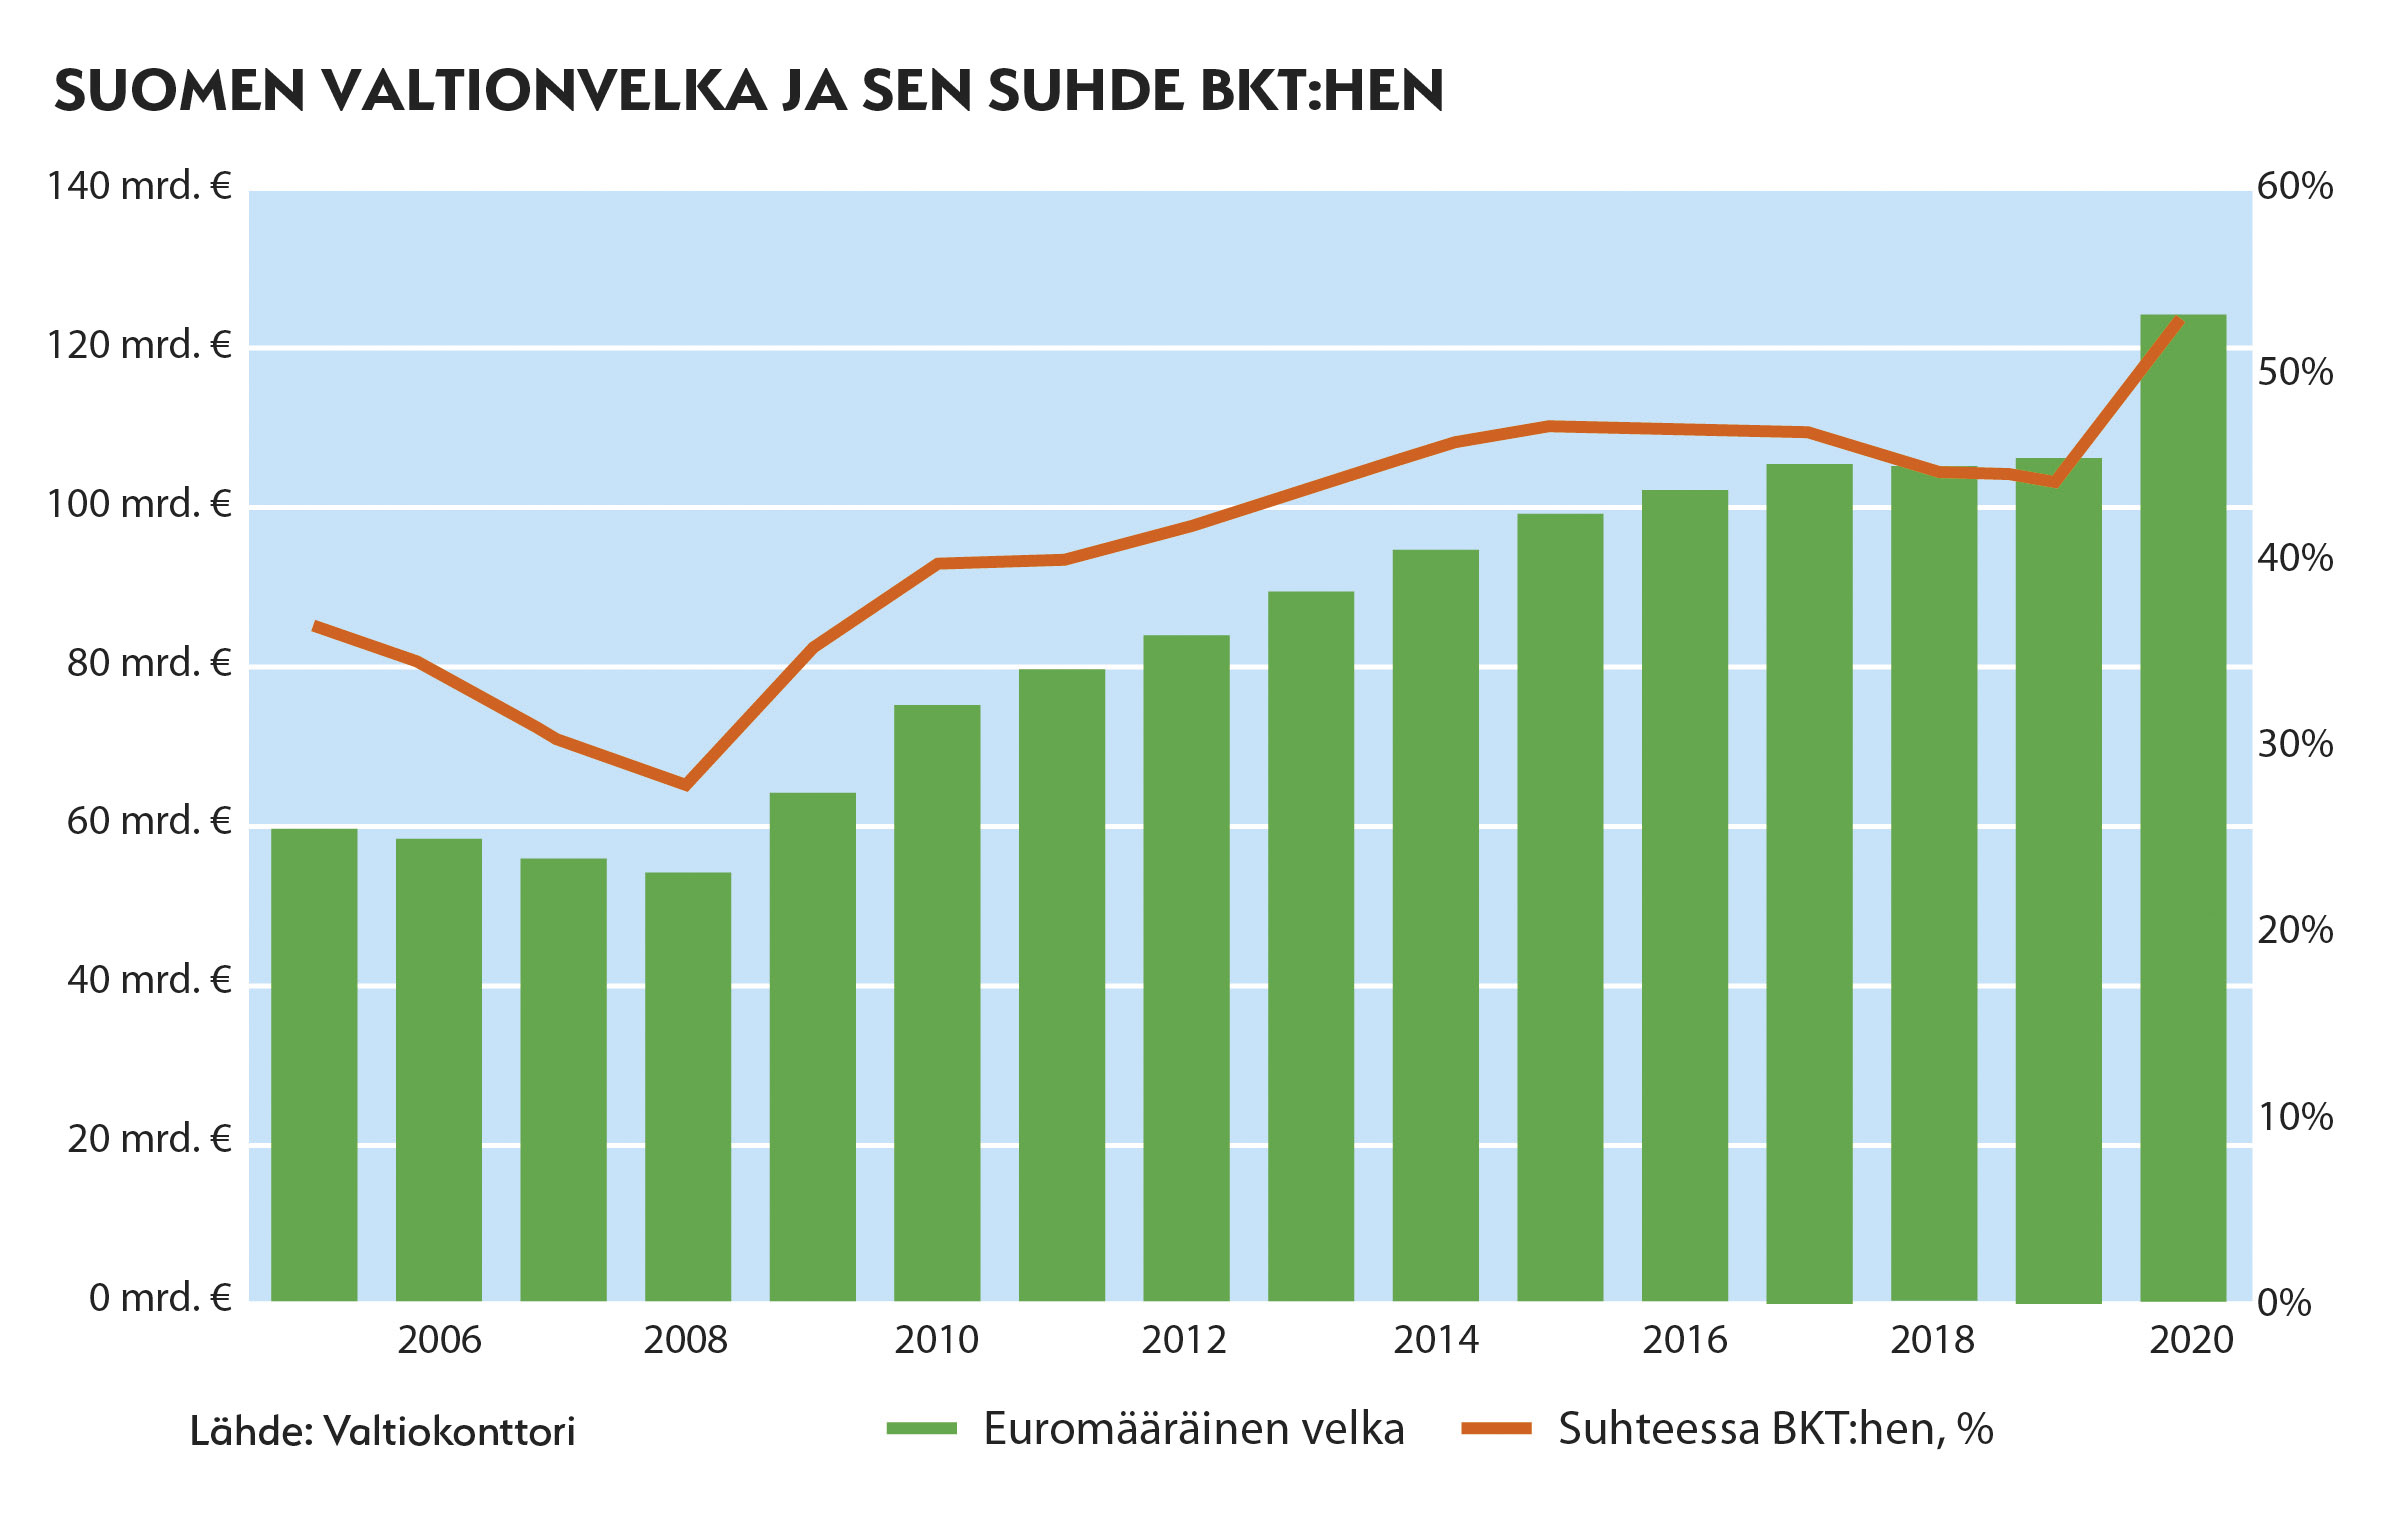 SUOMEN VALTIONVELKA JA SEN SUHDE BKT:HEN
140 mrd. €
120 mrd. €
100 mrd. €
80 mrd. €
60 mrd. €
40 mrd. €
20 mrd. €
0 mrd. €
60%
50%
40%
30%
20%
10%
0%
2006 2008 2010 2012 2014 2016 2018 2020
Lähde: Valtiokonttori
Euromääräinen velka
Suhteessa BKT:hen, %